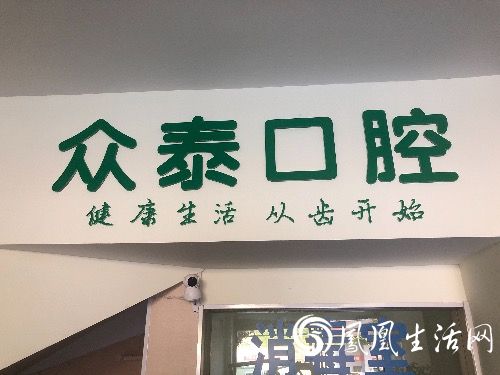 众泰口腔
健康生活 从齿开始
凤凰生活网